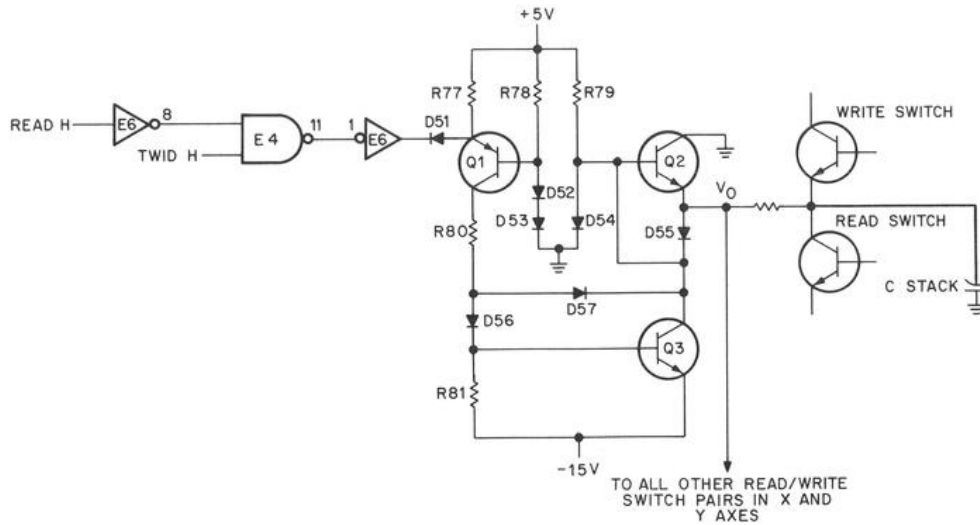 +5V
R77
R78
R79
READ H
E6
8
E 4
11
1
E6
D51
TWID H
Q1
Q2
WRITE SWITCH
D52
D53
D54
VO
D55
READ SWITCH
R80
C STACK
D57
D56
Q3
R81
-15V
TO ALL OTHER READ/WRITE
SWITCH PAIRS IN X AND
Y AXES